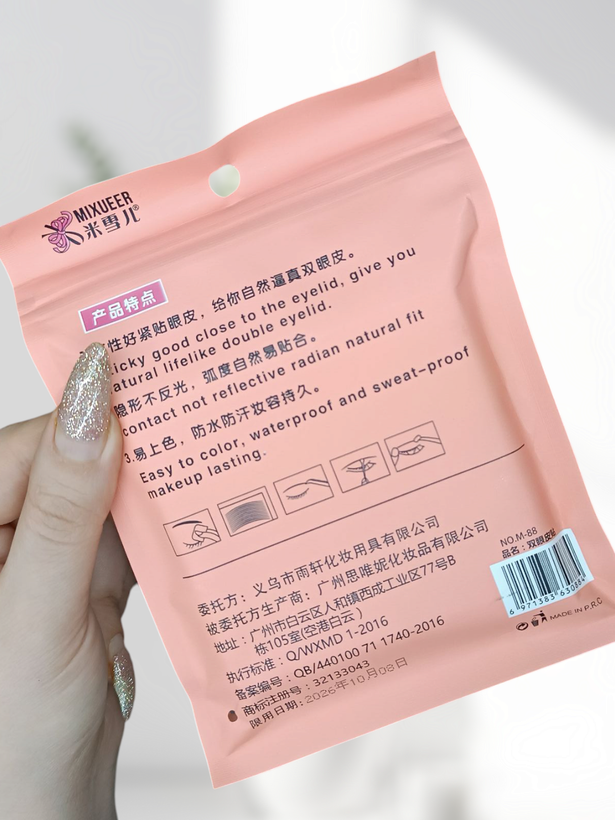 MIXUEER
米雪儿®
产品特点
性好紧贴眼皮，给你自然逼真双眼皮。
icky good close to the eyelid, give you
atural lifelike double eyelid.
隐形不反光，弧度自然易贴合。
contact not reflective radian natural fit
3.易上色，防水防汗妆容持久。
Easy to color, waterproof and sweat-proof
makeup lasting.
委托方：义乌市雨轩化妆用具有限公司
被委托方生产商：广州思唯妮化妆品有限公司
地址：广州市白云区人和镇西成工业区77号B
栋105室(空港白云)
执行标准：Q/WXMD 1-2016
备案编号：QB/440100 71 1740-2016
商标注册号：32133043
限用日期：2026年10月08日
NO.M-88
品名：双眼皮贴
6 971383 630884
MADE IN P.R.C